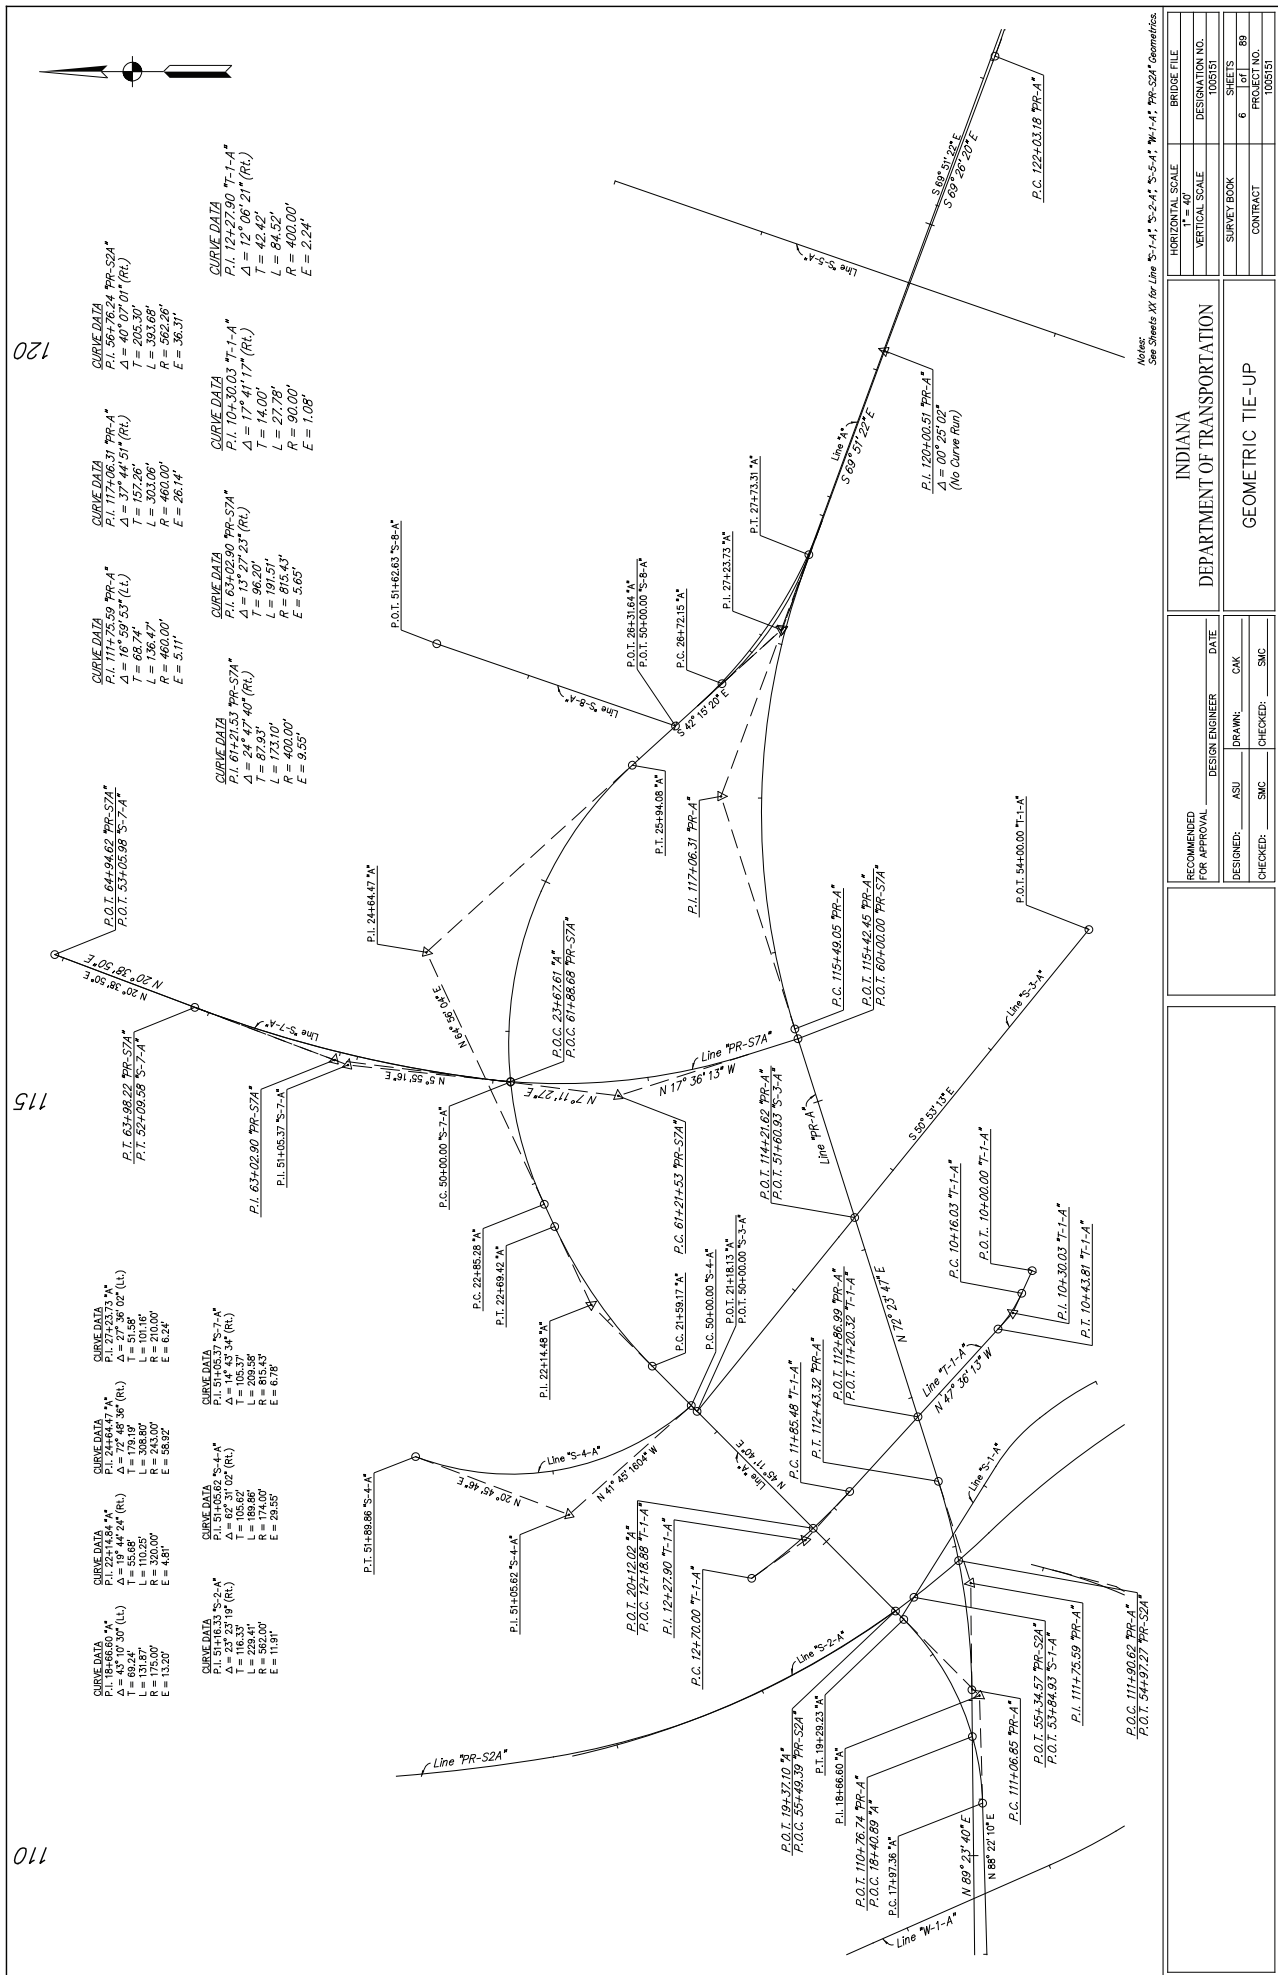 110
115
120
CURVE DATA
P.I. 18+66.60 "A"
Δ = 43° 10' 30" (Lt.)
T = 69.24'
L = 131.87'
R = 175.00'
E = 13.20'
CURVE DATA
P.I. 22+14.84 "A"
Δ = 19° 44' 24" (Rt.)
T = 55.68'
L = 110.25'
R = 320.00'
E = 4.81'
CURVE DATA
P.I. 24+64.47 "A"
Δ = 72° 48' 36" (Rt.)
T = 179.19'
L = 308.80'
R = 243.00'
E = 58.92'
CURVE DATA
P.I. 27+23.73 "A"
Δ = 27° 36' 02" (Lt.)
T = 51.58'
L = 101.16'
R = 210.00'
E = 6.24'
CURVE DATA
P.I. 51+16.33 "S-2-A"
Δ = 23° 23' 19" (Rt.)
T = 116.33'
L = 229.41'
R = 562.00'
E = 11.91'
CURVE DATA
P.I. 51+05.62 "S-4-A"
Δ = 62° 31' 02" (Rt.)
T = 105.62'
L = 189.86'
R = 174.00'
E = 29.55'
CURVE DATA
P.I. 51+05.37 "S-7-A"
Δ = 14° 43' 34" (Rt.)
T = 105.37'
L = 209.58'
R = 815.43'
E = 6.78'
CURVE DATA
P.I. 111+75.59 "PR-A"
Δ = 16° 59' 53" (Lt.)
T = 68.74'
L = 136.47'
R = 460.00'
E = 5.11'
CURVE DATA
P.I. 117+06.31 "PR-A"
Δ = 37° 44' 51" (Rt.)
T = 157.26'
L = 303.06'
R = 460.00'
E = 26.14'
CURVE DATA
P.I. 56+76.24 "PR-S2A"
Δ = 40° 07' 01" (Rt.)
T = 205.30'
L = 393.68'
R = 562.26'
E = 36.31'
CURVE DATA
P.I. 61+21.53 "PR-S7A"
Δ = 24° 47' 40" (Rt.)
T = 87.93'
L = 173.10'
R = 400.00'
E = 9.55'
CURVE DATA
P.I. 63+02.90 "PR-S7A"
Δ = 13° 27' 23" (Rt.)
T = 96.20'
L = 191.51'
R = 815.43'
E = 5.65'
CURVE DATA
P.I. 10+30.03 "T-1-A"
Δ = 17° 41' 17" (Rt.)
T = 14.00'
L = 27.78'
R = 90.00'
E = 1.08'
CURVE DATA
P.I. 12+27.90 "T-1-A"
Δ = 12° 06' 21" (Rt.)
T = 42.42'
L = 84.52'
R = 400.00'
E = 2.24'
P.O.T. 64+94.62 "PR-S7A"
P.O.T. 53+05.98 "S-7-A"
N 20° 38' 50" E
N 20° 38' 50" E
P.T. 63+98.22 "PR-S7A"
P.T. 52+09.58 "S-7-A"
Line "S-7-A"
P.I. 63+02.90 "PR-S7A"
P.I. 51+05.37 "S-7-A"
N 5° 55' 16" E
P.C. 50+00.00 "S-7-A"
P.O.C. 23+67.61 "A"
P.O.C. 61+88.68 "PR-S7A"
N 7° 11' 27" E
P.C. 61+21+53 "PR-S7A"
Line "PR-S7A"
N 17° 36' 13" W
P.I. 24+64.47 "A"
N 64° 56' 04" E
P.C. 22+85.28 "A"
P.T. 22+69.42 "A"
P.I. 22+14.48 "A"
P.C. 21+59.17 "A"
P.C. 50+00.00 "S-4-A"
P.O.T. 21+18.13 "A"
P.O.T. 50+00.00 "S-3-A"
P.T. 51+89.86 "S-4-A"
Line "S-4-A"
N 20° 45' 46" E
N 41° 45' 1604" W
P.I. 51+05.62 "S-4-A"
Line "A"
N 45° 11' 40" E
P.O.T. 51+62.63 "S-8-A"
Line "S-8-A"
P.O.T. 26+31.64 "A"
P.O.T. 50+00.00 "S-8-A"
P.C. 26+72.15 "A"
S 42° 15' 20" E
P.T. 25+94.08 "A"
P.I. 27+23.73 "A"
P.T. 27+73.31 "A"
P.I. 117+06.31 "PR-A"
Line "A"
S 69° 51' 22" E
P.I. 120+00.51 "PR-A"
Δ = 00° 25' 02"
(No Curve Run)
Line "S-5-A"
S 69° 51' 22" E
S 69° 26' 20" E
P.C. 122+03.18 "PR-A"
P.C. 115+49.05 "PR-A"
P.O.T. 115+42.45 "PR-A"
P.O.T. 60+00.00 "PR-S7A"
Line "PR-A"
P.O.T. 114+21.62 "PR-A"
P.O.T. 51+60.93 "S-3-A"
S 50° 53' 13" E
Line "S-3-A"
P.O.T. 54+00.00 "T-1-A"
N 72° 23' 47" E
P.O.T. 112+86.99 "PR-A"
P.O.T. 11+20.32 "T-1-A"
P.T. 112+43.32 "PR-A"
P.C. 11+85.48 "T-1-A"
Line "T-1-A"
N 47° 36' 13" W
P.C. 10+16.03 "T-1-A"
P.O.T. 10+00.00 "T-1-A"
P.I. 10+30.03 "T-1-A"
P.T. 10+43.81 "T-1-A"
P.O.T. 20+12.02 "A"
P.O.C. 12+18.88 "T-1-A"
P.I. 12+27.90 "T-1-A"
P.C. 12+70.00 "T-1-A"
Line "S-1-A"
Line "S-2-A"
Line "PR-S2A"
P.O.T. 19+37.10 "A"
P.O.C. 55+49.39 "PR-S2A"
P.T. 19+29.23 "A"
P.I. 18+66.60 "A"
P.O.T. 110+76.74 "PR-A"
P.O.C. 18+40.89 "A"
P.C. 17+97.36 "A"
N 89° 23' 40" E
N 88° 22' 10" E
Line "W-1-A"
P.C. 111+06.85 "PR-A"
P.O.T. 55+34.57 "PR-S2A"
P.O.T. 53+84.93 "S-1-A"
P.I. 111+75.59 "PR-A"
P.O.C. 111+90.62 "PR-A"
P.O.T. 54+97.27 "PR-S2A"
Notes:
See Sheets XX for Line "S-1-A", "S-2-A", "S-5-A", "W-1-A", "PR-S2A" Geometrics.
RECOMMENDED
FOR APPROVAL
DESIGN ENGINEER
DATE
DESIGNED: ASU
DRAWN: CAK
CHECKED: SMC
CHECKED: SMC
INDIANA
DEPARTMENT OF TRANSPORTATION
GEOMETRIC TIE-UP
HORIZONTAL SCALE
1" = 40'
BRIDGE FILE
VERTICAL SCALE
DESIGNATION NO.
1005151
SURVEY BOOK
SHEETS
6 of 89
CONTRACT
PROJECT NO.
1005151